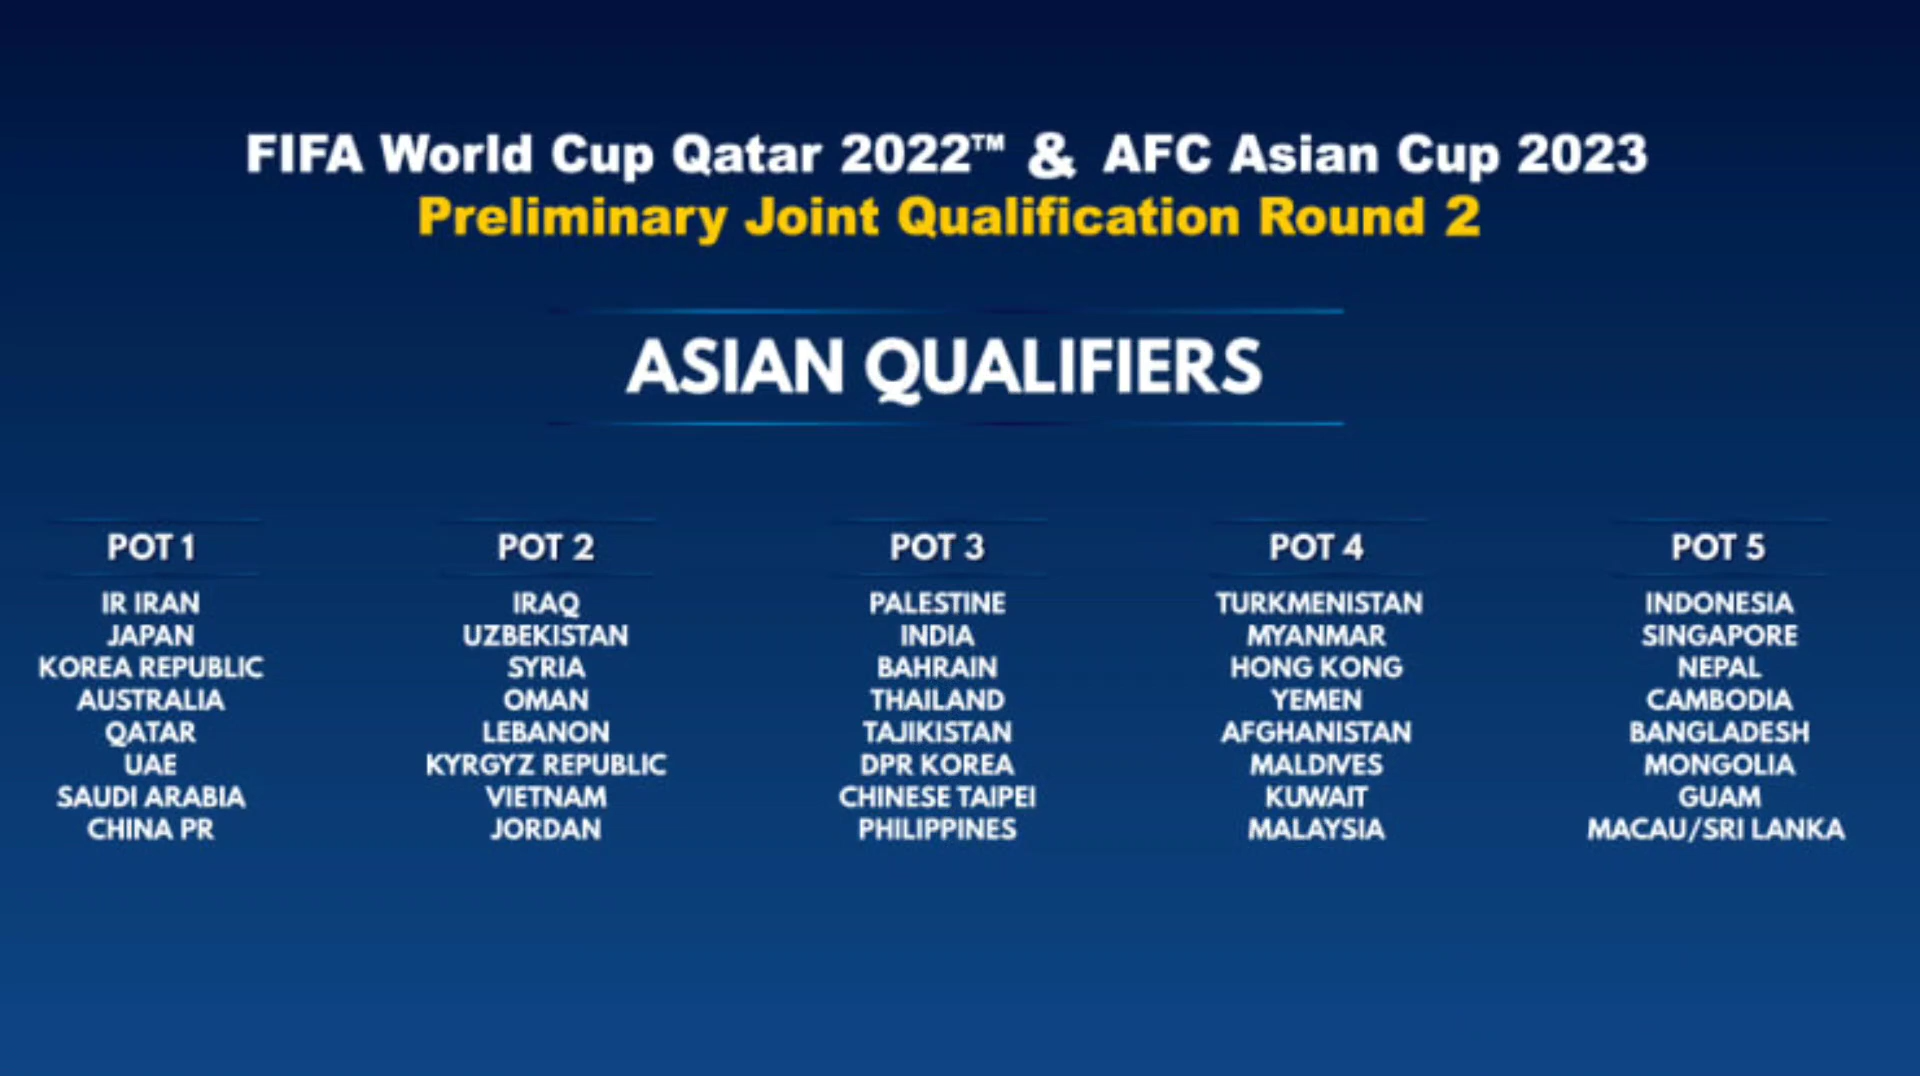 FIFA World Cup Qatar 2022™ & AFC Asian Cup 2023
Preliminary Joint Qualification Round 2
ASIAN QUALIFIERS
POT 1
IR IRAN
JAPAN
KOREA REPUBLIC
AUSTRALIA
QATAR
UAE
SAUDI ARABIA
CHINA PR
POT 2
IRAQ
UZBEKISTAN
SYRIA
OMAN
LEBANON
KYRGYZ REPUBLIC
VIETNAM
JORDAN
POT 3
PALESTINE
INDIA
BAHRAIN
THAILAND
TAJIKISTAN
DPR KOREA
CHINESE TAIPEI
PHILIPPINES
POT 4
TURKMENISTAN
MYANMAR
HONG KONG
YEMEN
AFGHANISTAN
MALDIVES
KUWAIT
MALAYSIA
POT 5
INDONESIA
SINGAPORE
NEPAL
CAMBODIA
BANGLADESH
MONGOLIA
GUAM
MACAU/SRI LANKA